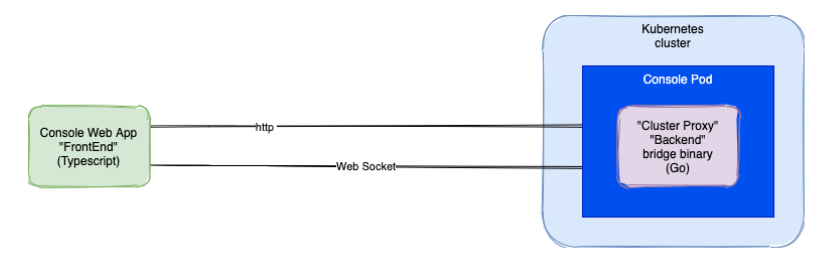 Kubernetes
cluster
Console Pod
Console Web App
"FrontEnd"
(Typescript)
http
Web Socket
"Cluster Proxy"
"Backend"
bridge binary
(Go)